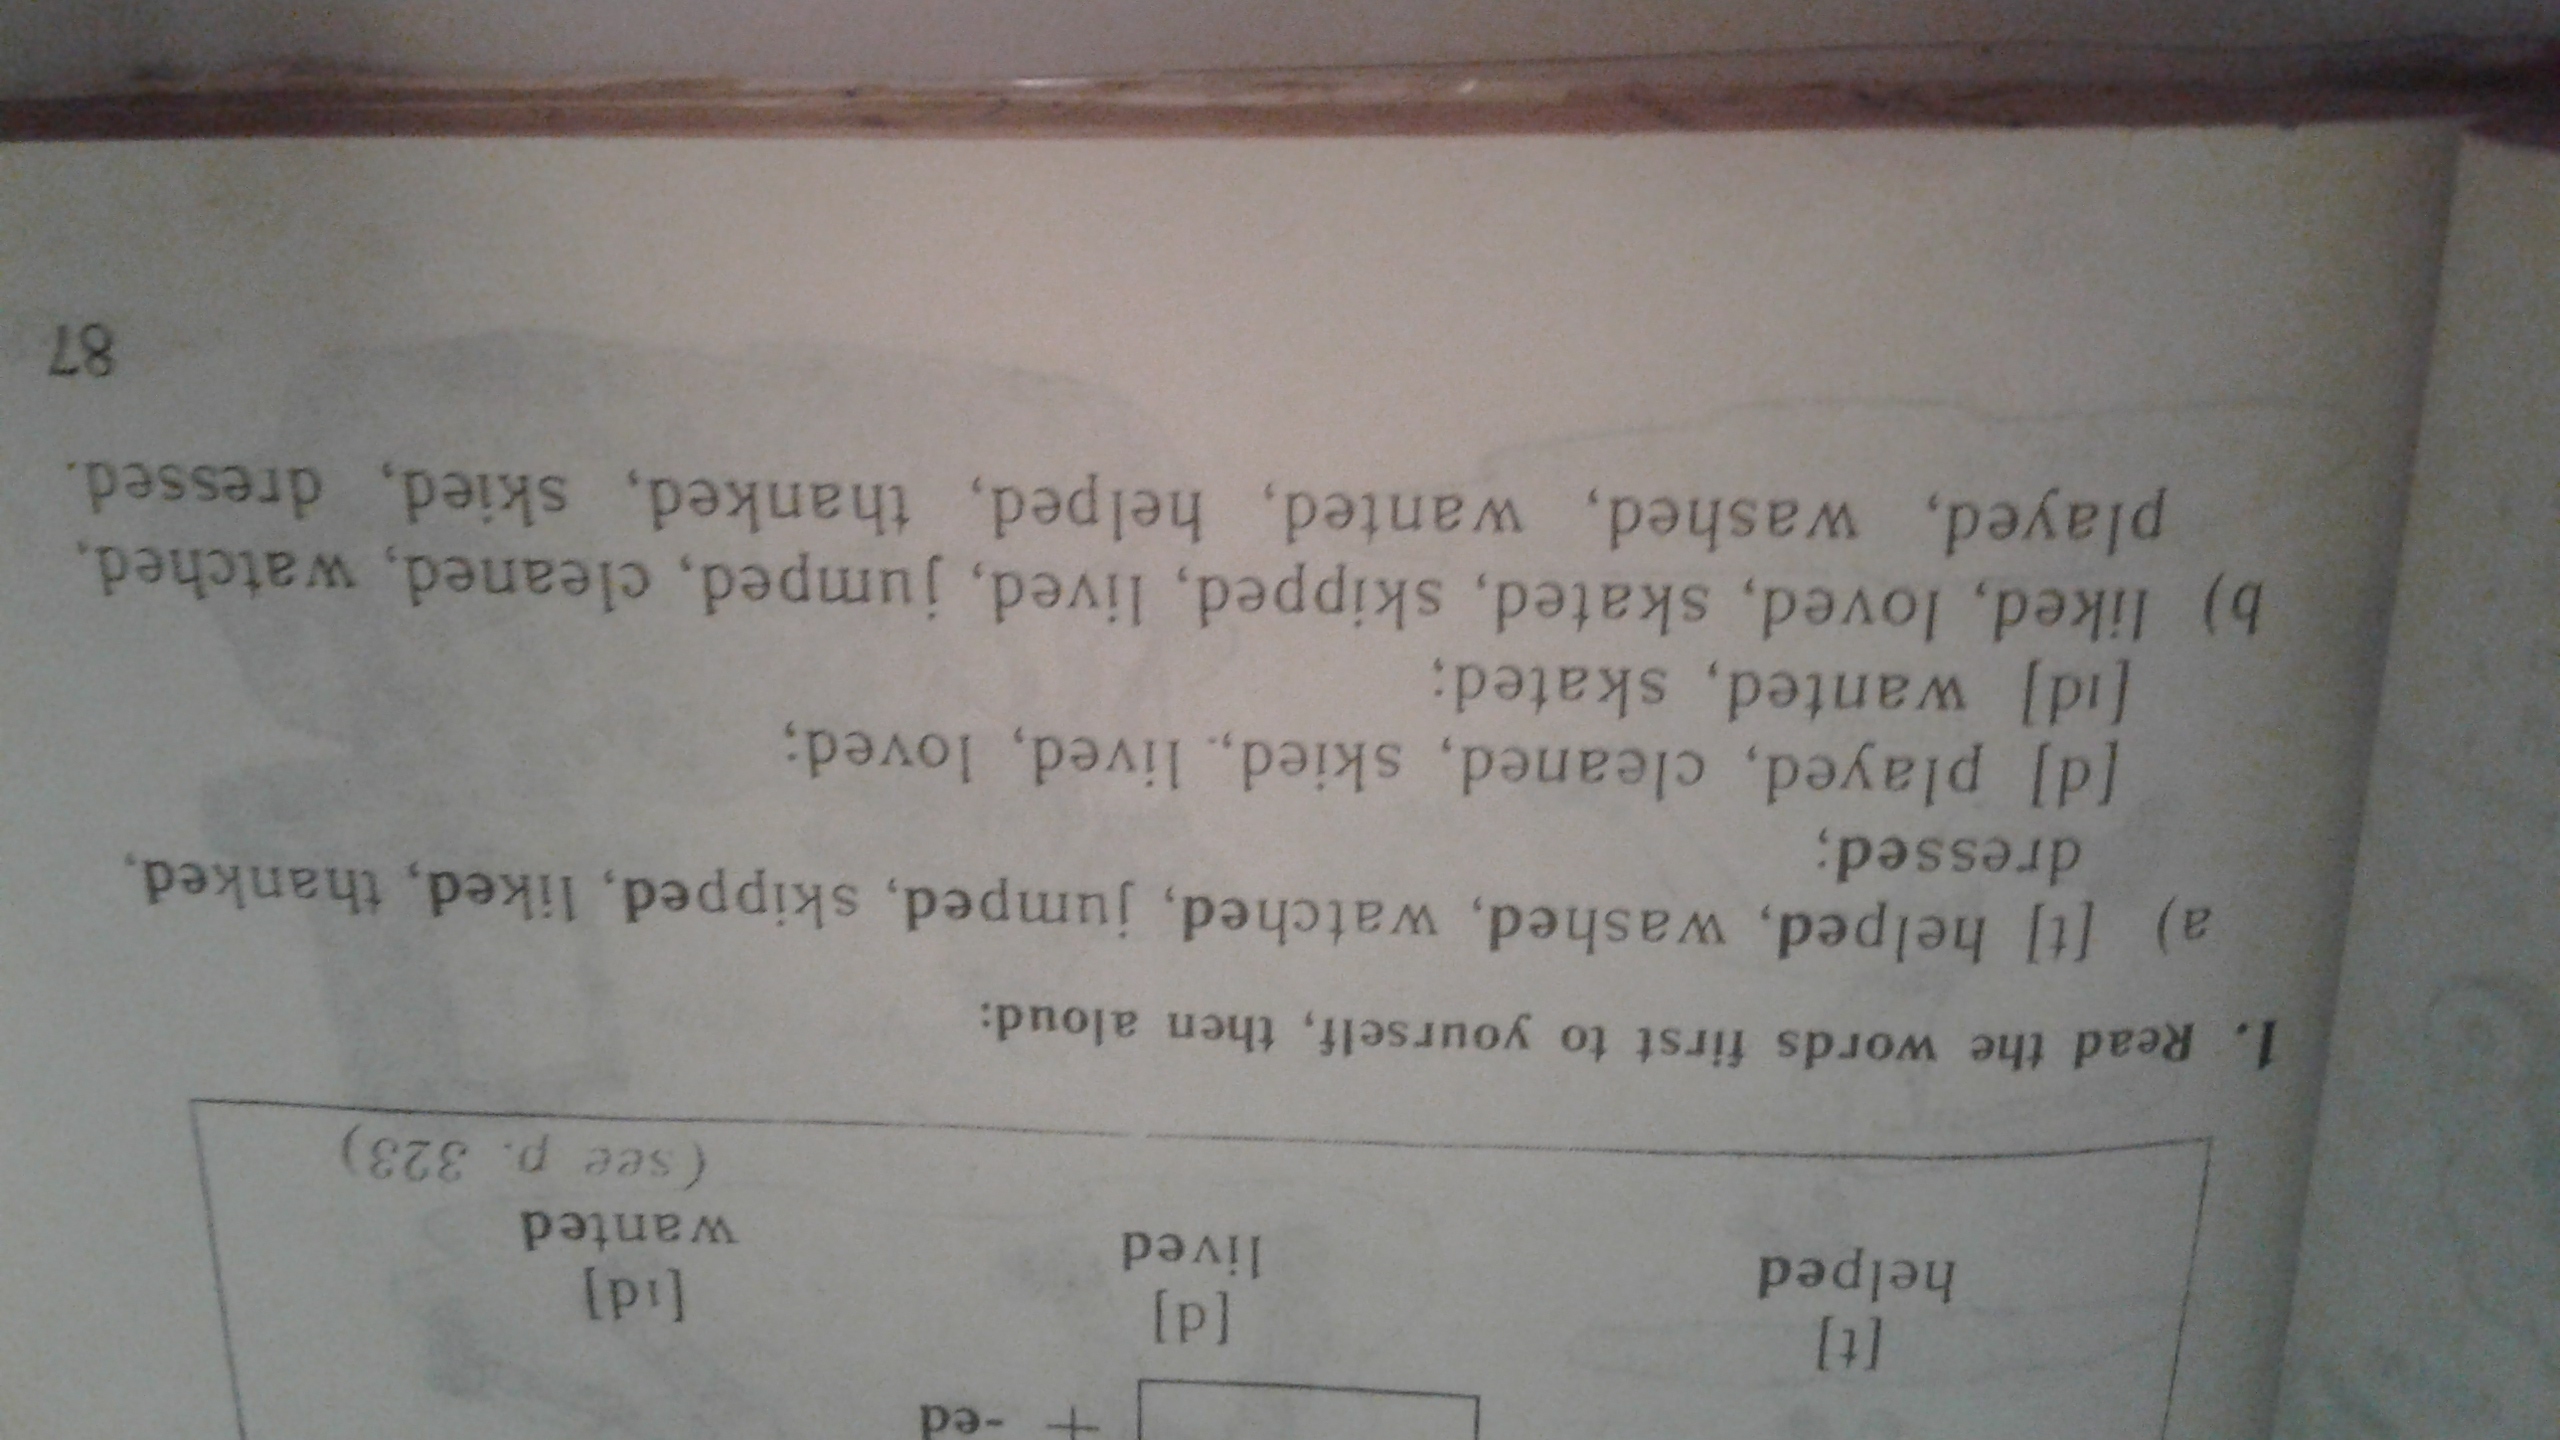 + -ed
[t] [d] [ɪd]
helped lived wanted
(see p. 323)
1. Read the words first to yourself, then aloud:
a) [t] helped, washed, watched, jumped, skipped, liked, thanked,
dressed;
[d] played, cleaned, skied, lived, loved;
[ɪd] wanted, skated;
b) liked, loved, skated, skipped, lived, jumped, cleaned, watched,
played, washed, wanted, helped, thanked, skied, dressed.
87